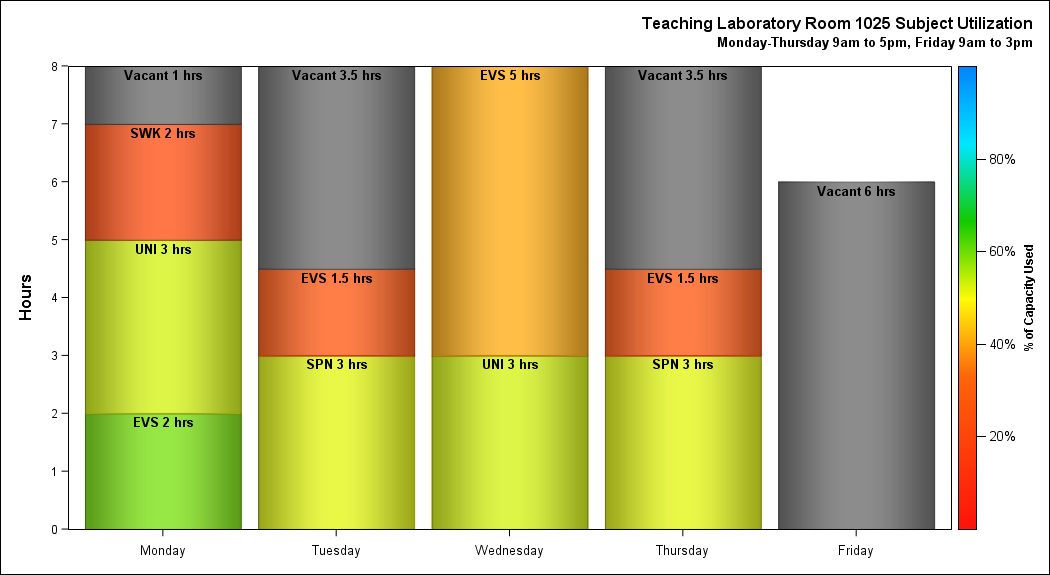 Teaching Laboratory Room 1025 Subject Utilization
Monday-Thursday 9am to 5pm, Friday 9am to 3pm
Hours
8
7
6
5
4
3
2
1
0
Vacant 1 hrs
SWK 2 hrs
UNI 3 hrs
EVS 2 hrs
Vacant 3.5 hrs
EVS 1.5 hrs
SPN 3 hrs
EVS 5 hrs
UNI 3 hrs
Vacant 3.5 hrs
EVS 1.5 hrs
SPN 3 hrs
Vacant 6 hrs
Monday
Tuesday
Wednesday
Thursday
Friday
80%
60%
40%
20%
% of Capacity Used